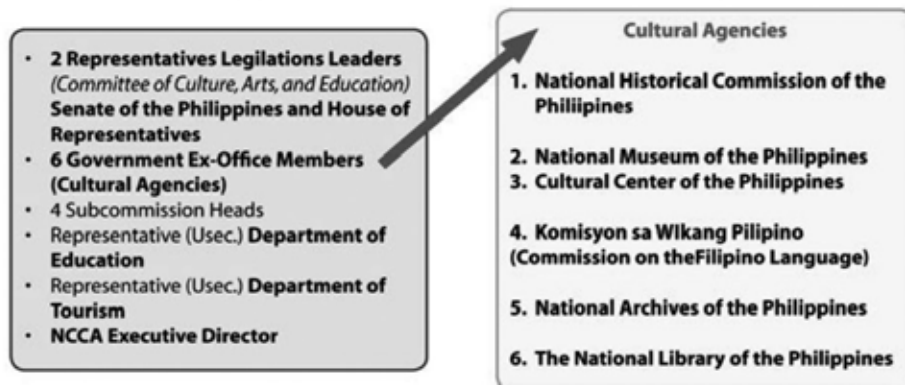 • 2 Representatives Legilations Leaders
(Committee of Culture, Arts, and Education)
Senate of the Philippines and House of
Representatives
• 6 Government Ex-Office Members
(Cultural Agencies)
• 4 Subcommission Heads
• Representative (Usec.) Department of
Education
• Representative (Usec.) Department of
Tourism
• NCCA Executive Director
Cultural Agencies
1. National Historical Commission of the
Philiipines
2. National Museum of the Philippines
3. Cultural Center of the Philippines
4. Komisyon sa WIkang Pilipino
(Commission on theFilipino Language)
5. National Archives of the Philippines
6. The National Library of the Philippines